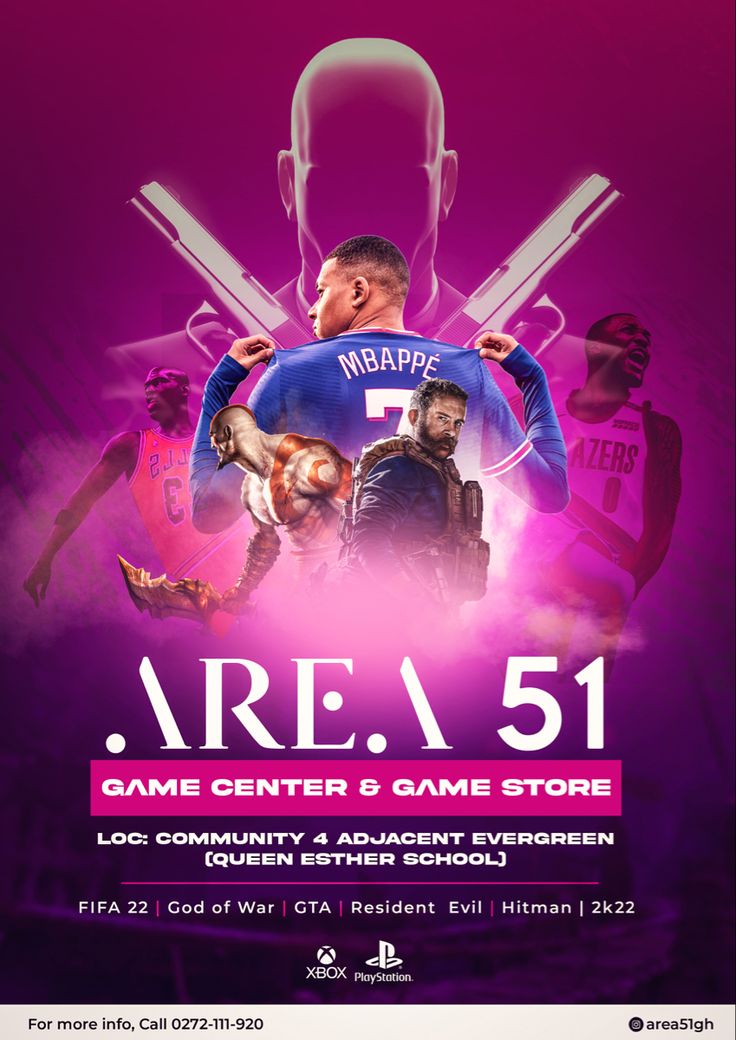 MBAPPÉ
7
AZERS
0
AREA 51
GAME CENTER & GAME STORE
LOC: COMMUNITY 4 ADJACENT EVERGREEN
(QUEEN ESTHER SCHOOL)
FIFA 22 | God of War | GTA | Resident Evil | Hitman | 2k22
XBOX PlayStation.
For more info, Call 0272-111-920
area51gh